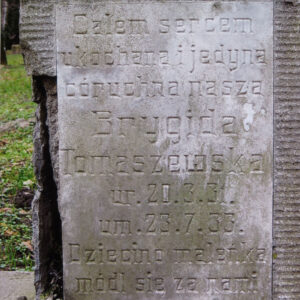 Całem sercem
ukochana i jedyna
córuchna nasza
Brygida
Tomaszewska
ur. 20.3.31.
um. 23.7.33.
Dziecino maleńka
módl się za nami